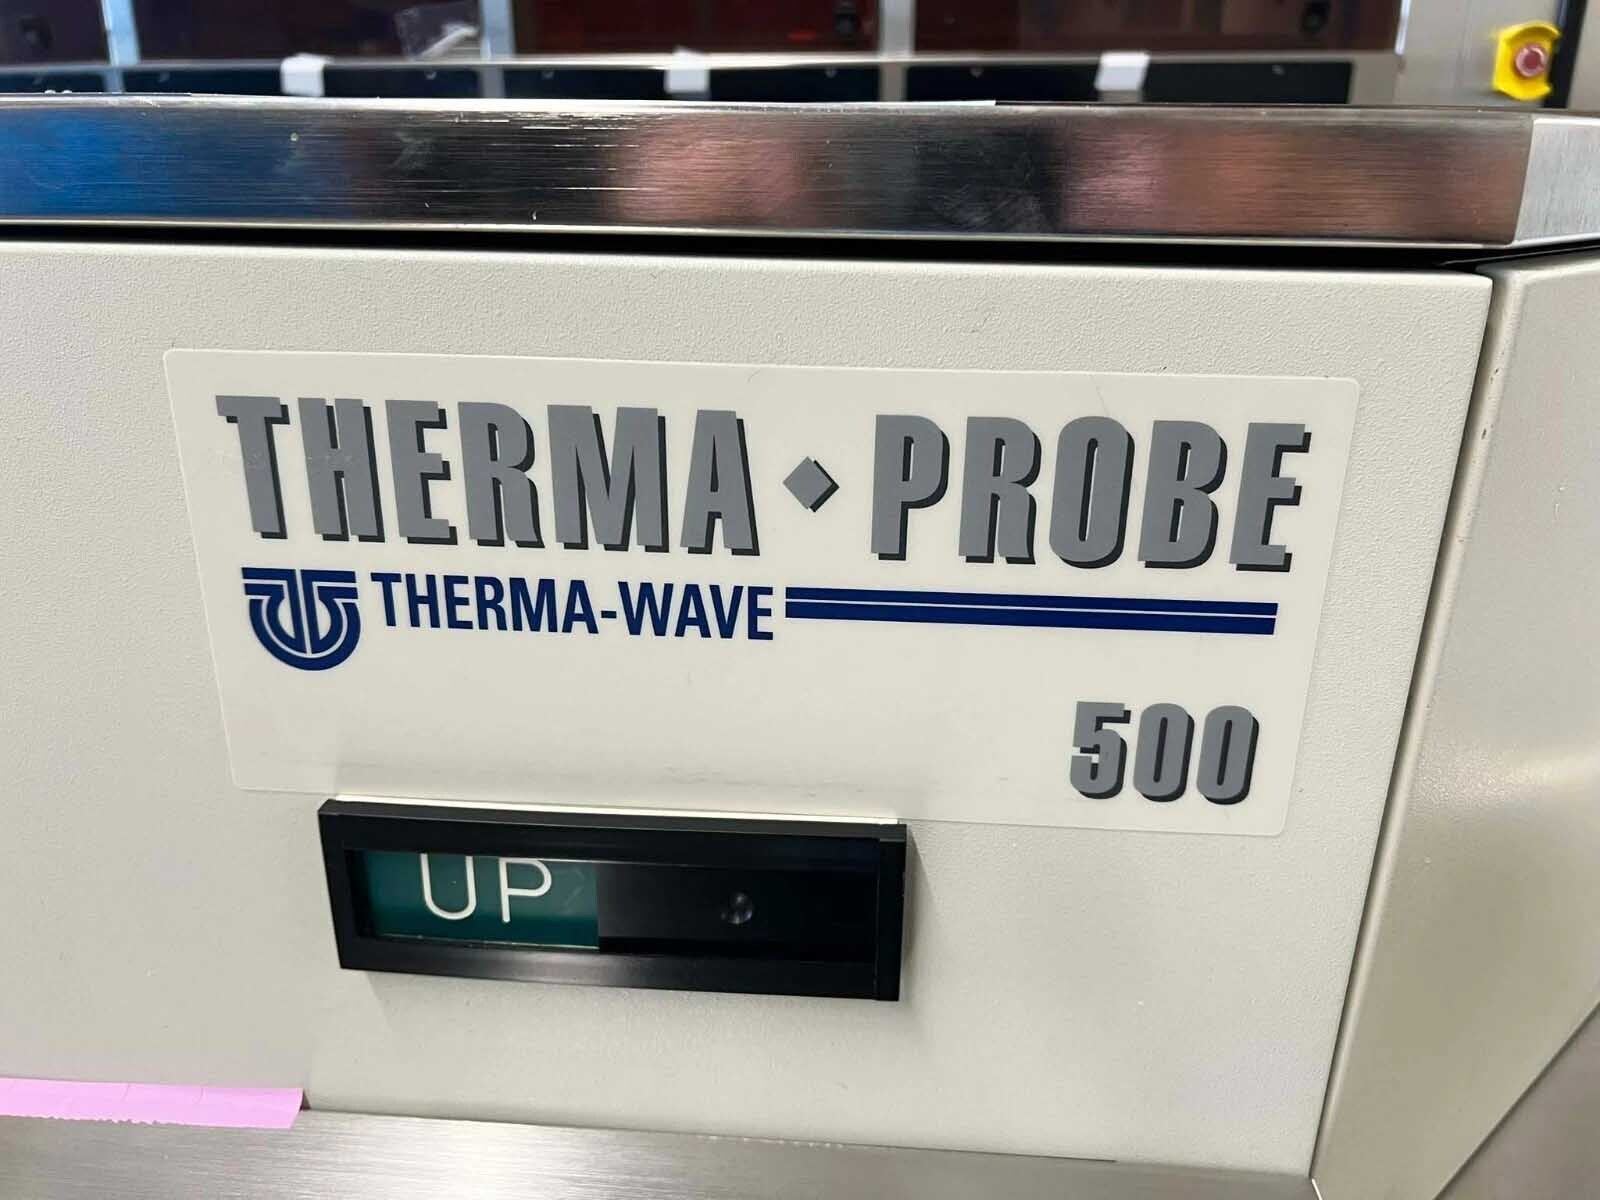 THERMA ◆ PROBE
THERMA-WAVE
500
UP